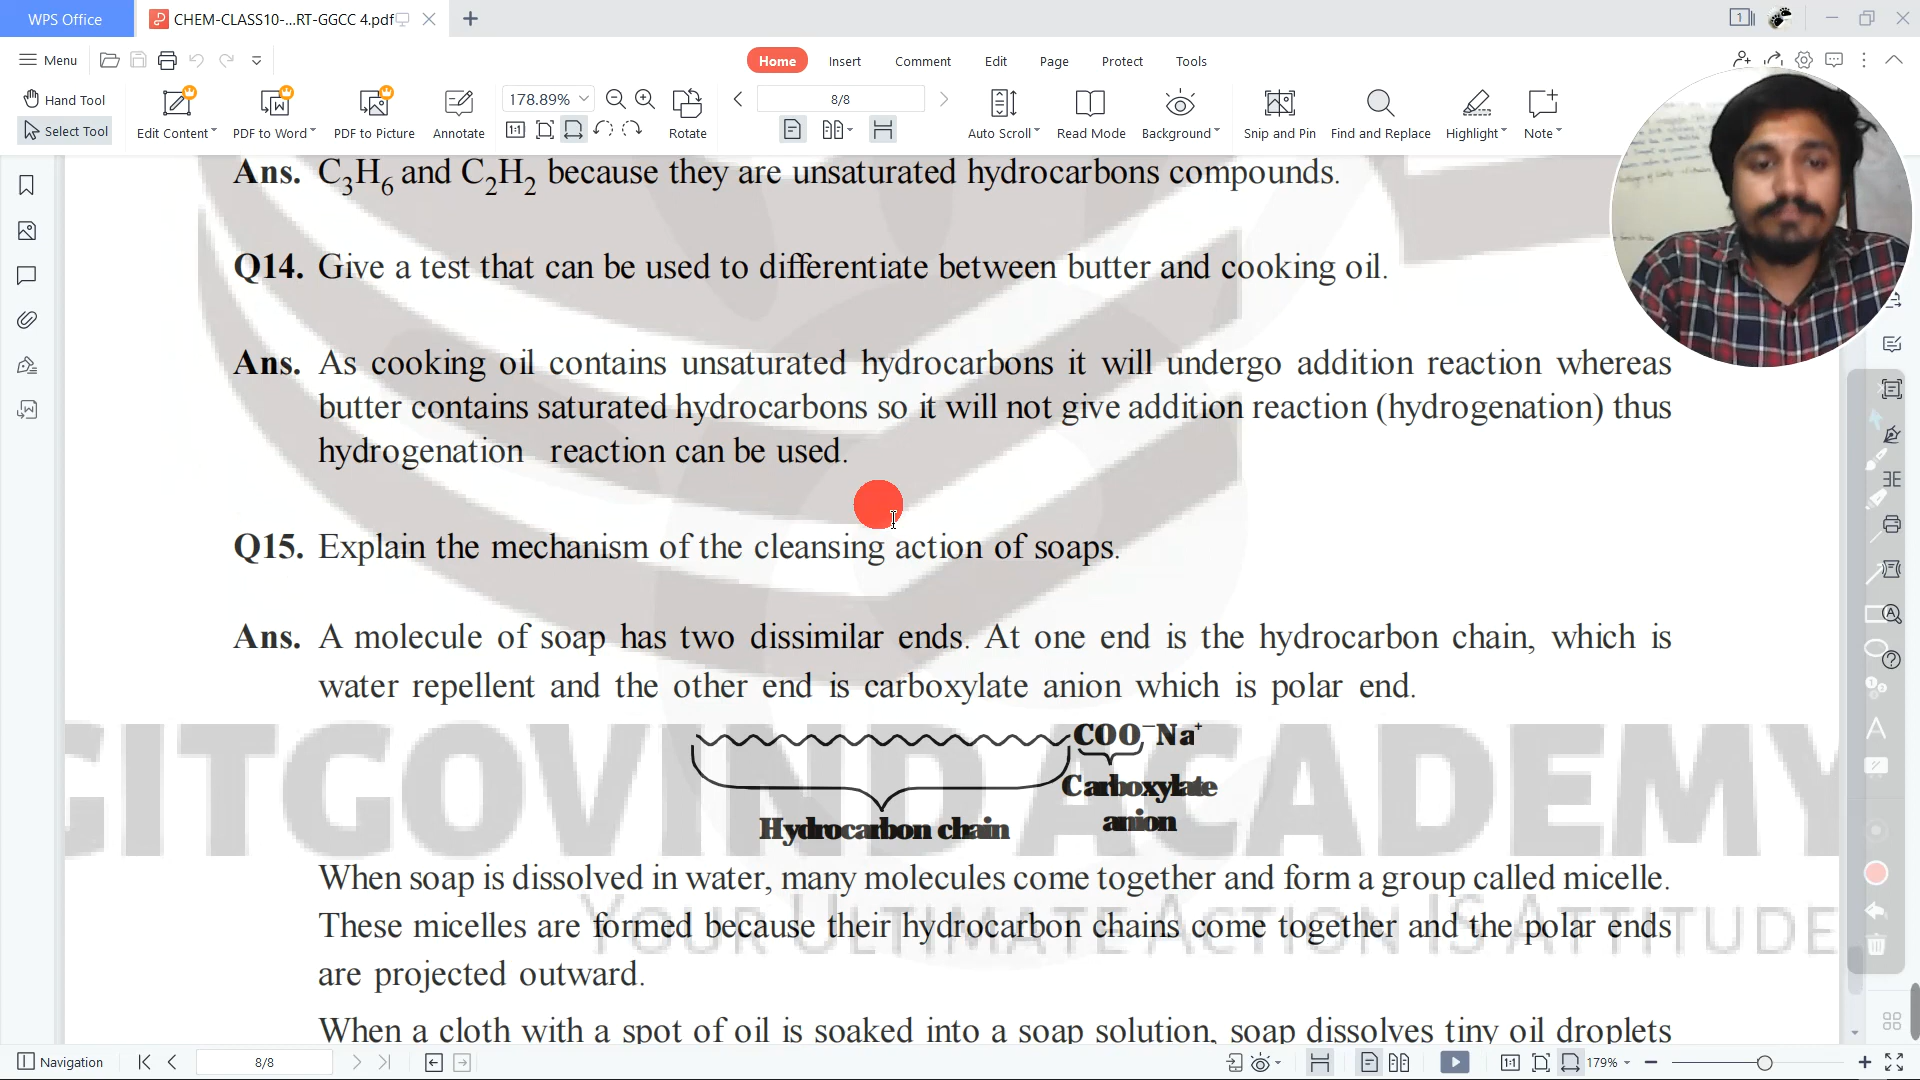 WPS Office
CHEM-CLASS10-...RT-GGCC 4.pdf
Menu
Home Insert Comment Edit Page Protect Tools
Hand Tool
Select Tool
Edit Content
PDF to Word
PDF to Picture
Annotate
178.89%
Rotate
8/8
Auto Scroll
Read Mode
Background
Snip and Pin
Find and Replace
Highlight
Note
Ans. C3H6 and C2H2 because they are unsaturated hydrocarbons compounds.
Q14. Give a test that can be used to differentiate between butter and cooking oil.
Ans. As cooking oil contains unsaturated hydrocarbons it will undergo addition reaction whereas
butter contains saturated hydrocarbons so it will not give addition reaction (hydrogenation) thus
hydrogenation reaction can be used.
Q15. Explain the mechanism of the cleansing action of soaps.
Ans. A molecule of soap has two dissimilar ends. At one end is the hydrocarbon chain, which is
water repellent and the other end is carboxylate anion which is polar end.
COO⁻Na⁺
Carboxylate
anion
Hydrocarbon chain
GITGOVIND ACADEMY
When soap is dissolved in water, many molecules come together and form a group called micelle.
These micelles are formed because their hydrocarbon chains come together and the polar ends
YOUR ULTIMATE ACTION IS ATTITUDE
are projected outward.
When a cloth with a spot of oil is soaked into a soap solution, soap dissolves tiny oil droplets
Navigation
8/8
179%